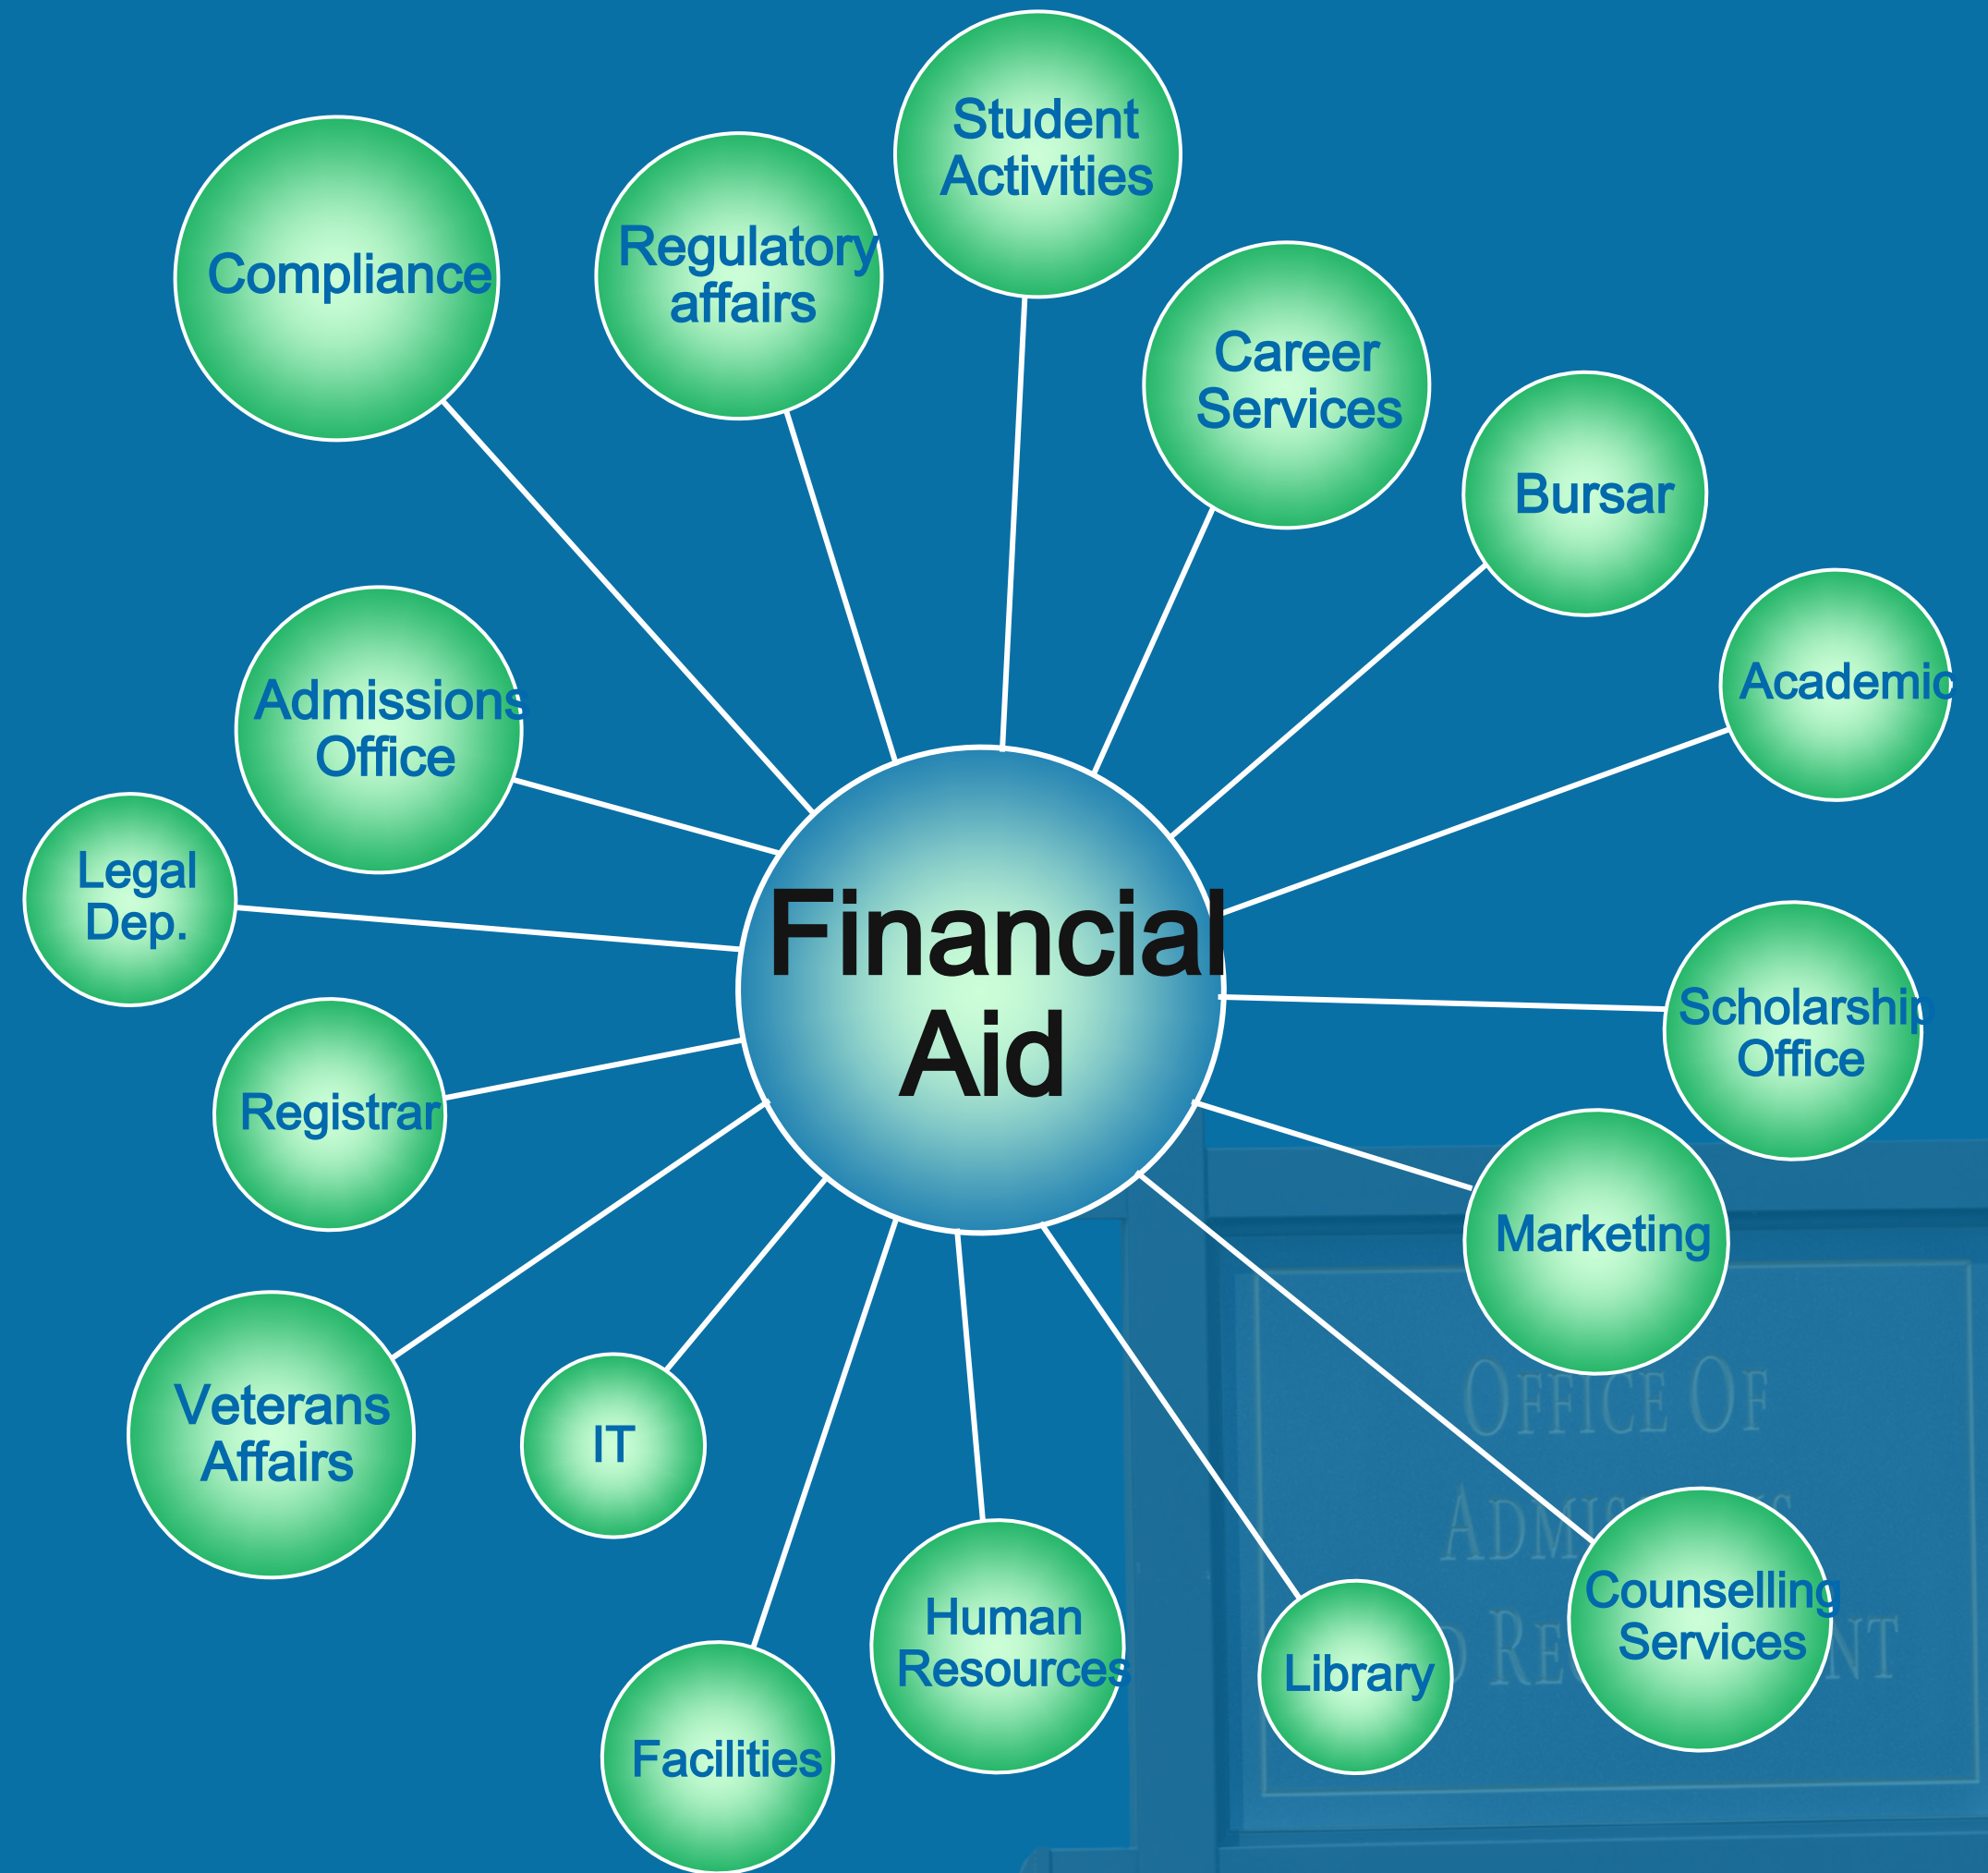 Student
Activities
Compliance
Regulatory
affairs
Career
Services
Bursar
Academic
Admissions
Office
Legal
Dep.
Financial
Aid
Scholarship
Office
Registrar
Marketing
Veterans
Affairs
IT
Human
Resources
Library
Counselling
Services
Facilities
OFFICE OF